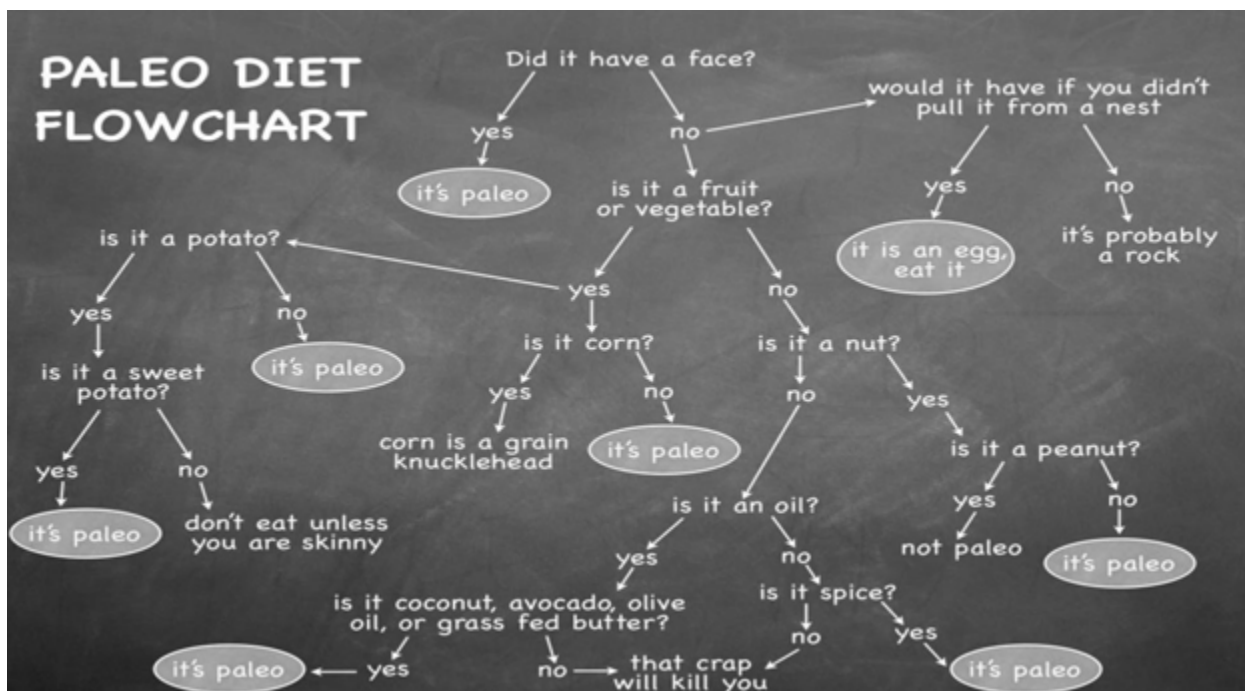 PALEO DIET
FLOWCHART
Did it have a face?
yes
it's paleo
no
would it have if you didn't
pull it from a nest
yes
it is an egg,
eat it
no
it's probably
a rock
is it a fruit
or vegetable?
yes
no
is it a potato?
yes
no
it's paleo
is it a sweet
potato?
yes
it's paleo
no
don't eat unless
you are skinny
is it corn?
yes
corn is a grain
knucklehead
no
it's paleo
is it a nut?
no
yes
is it a peanut?
yes
not paleo
no
it's paleo
is it an oil?
yes
no
is it coconut, avocado, olive
oil, or grass fed butter?
yes
it's paleo
no
that crap
will kill you
is it spice?
no
yes
it's paleo